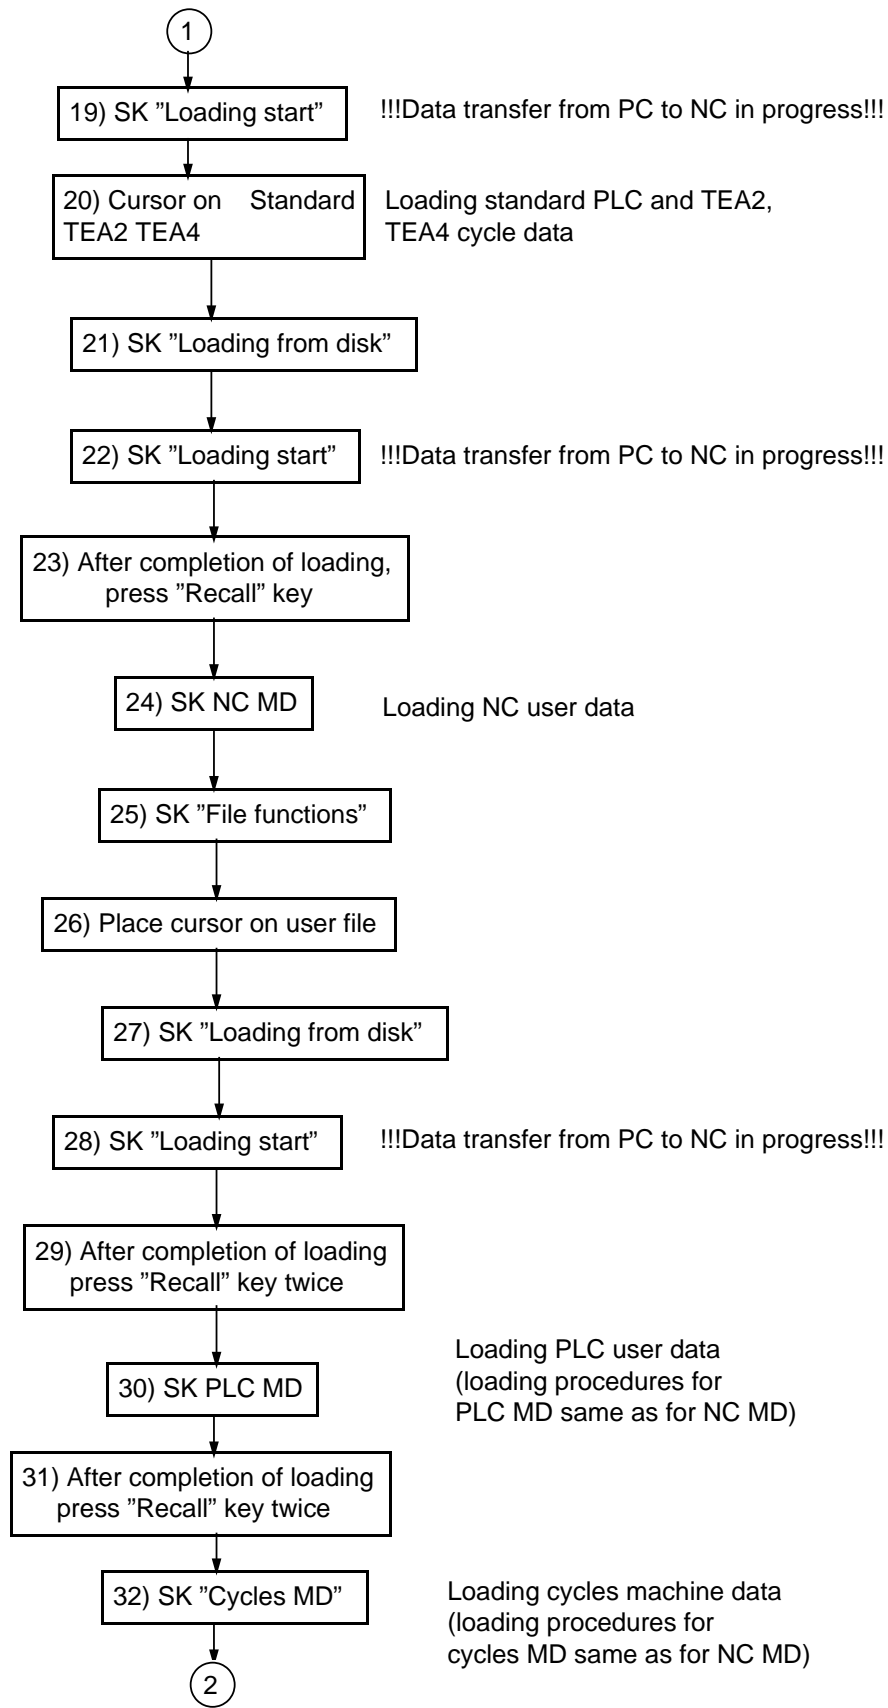 1
19) SK ”Loading start”
!!!Data transfer from PC to NC in progress!!!
20) Cursor on Standard
TEA2 TEA4
Loading standard PLC and TEA2,
TEA4 cycle data
21) SK ”Loading from disk”
22) SK ”Loading start”
!!!Data transfer from PC to NC in progress!!!
23) After completion of loading,
press ”Recall” key
24) SK NC MD
Loading NC user data
25) SK ”File functions”
26) Place cursor on user file
27) SK ”Loading from disk”
28) SK ”Loading start”
!!!Data transfer from PC to NC in progress!!!
29) After completion of loading
press ”Recall” key twice
30) SK PLC MD
Loading PLC user data
(loading procedures for
PLC MD same as for NC MD)
31) After completion of loading
press ”Recall” key twice
32) SK ”Cycles MD”
Loading cycles machine data
(loading procedures for
cycles MD same as for NC MD)
2